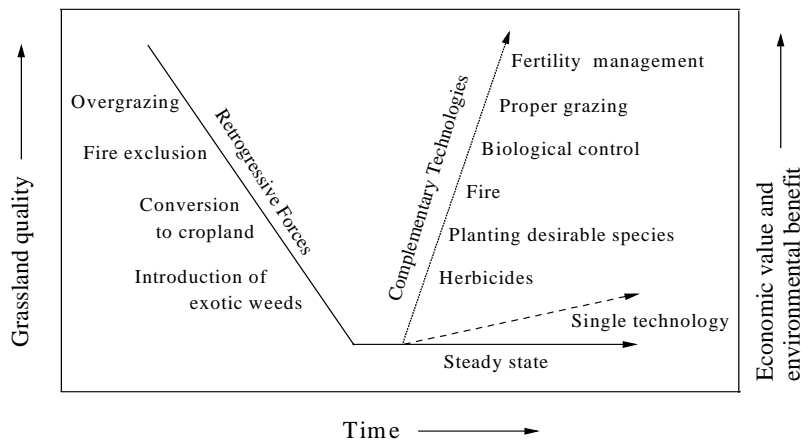 Grassland quality
Overgrazing
Fire exclusion
Conversion
to cropland
Introduction of
exotic weeds
Retrogressive Forces
Complementary Technologies
Fertility management
Proper grazing
Biological control
Fire
Planting desirable species
Herbicides
Single technology
Steady state
Economic value and
environmental benefit
Time